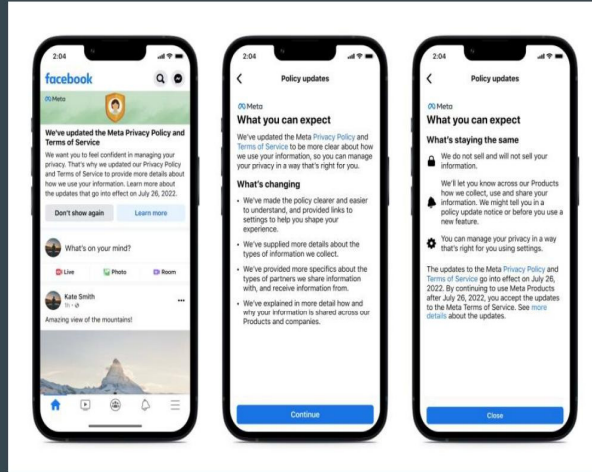 2:04
facebook
Meta
We've updated the Meta Privacy Policy and
Terms of Service
We want you to feel confident in managing your
privacy. That's why we updated our Privacy Policy
and Terms of Service to provide more details about
how we use your information. Learn more about
the updates that go into effect on July 26, 2022.
Don't show again
Learn more
What's on your mind?
Live
Photo
Room
Kate Smith
1h
Amazing view of the mountains!
2:04
Policy updates
Meta
What you can expect
We've updated the Meta Privacy Policy and
Terms of Service to be more clear about how
we use your information, so you can manage
your privacy in a way that's right for you.
What's changing
• We've made the policy clearer and easier
to understand, and provided links to
settings to help you shape your
experience.
• We've supplied more details about the
types of information we collect.
• We've provided more specifics about the
types of partners we share information
with, and receive information from.
• We've explained in more detail how and
why your information is shared across our
Products and companies.
Continue
2:04
Policy updates
Meta
What you can expect
What's staying the same
We do not sell and will not sell your
information.
We'll let you know across our Products
how we collect, use and share your
information. We might tell you in a
policy update notice or before you use a
new feature.
You can manage your privacy in a way
that's right for you using settings.
The updates to the Meta Privacy Policy and
Terms of Service go into effect on July 26,
2022. By continuing to use Meta Products
after July 26, 2022, you accept the updates
to the Meta Terms of Service. See more
details about the updates.
Close